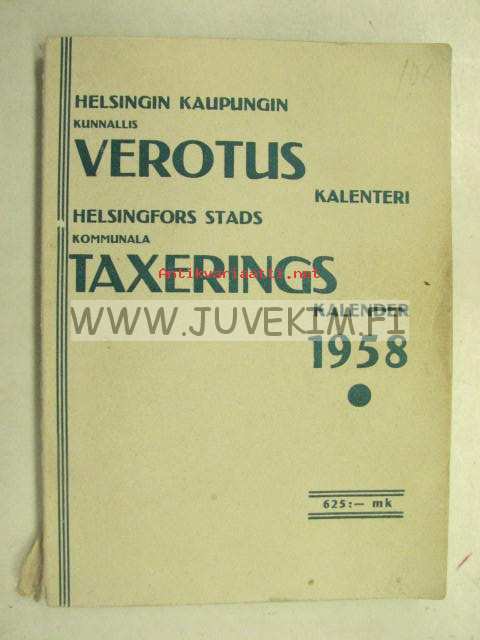 HELSINGIN KAUPUNGIN
KUNNALLIS
VEROTUS
KALENTERI
HELSINGFORS STADS
KOMMUNALA
TAXERINGS
Antikvariaatti.net
KALENDER
WWW.JUVEKIM.FI
1958
625:— mk